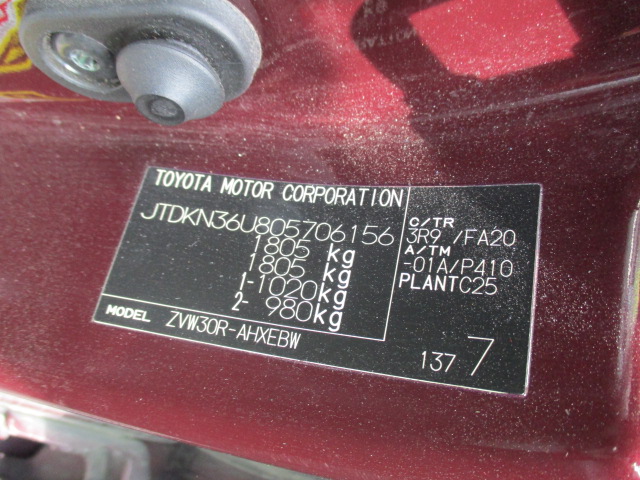 TOYOTA MOTOR CORPORATION
JTDKN36U805706156
1805 kg
1805 kg
1-1020kg
2- 980kg
C/TR
3R9 /FA20
A/TM
-01A/P410
PLANTC25
MODEL ZVW30R-AHXEBW
137 7